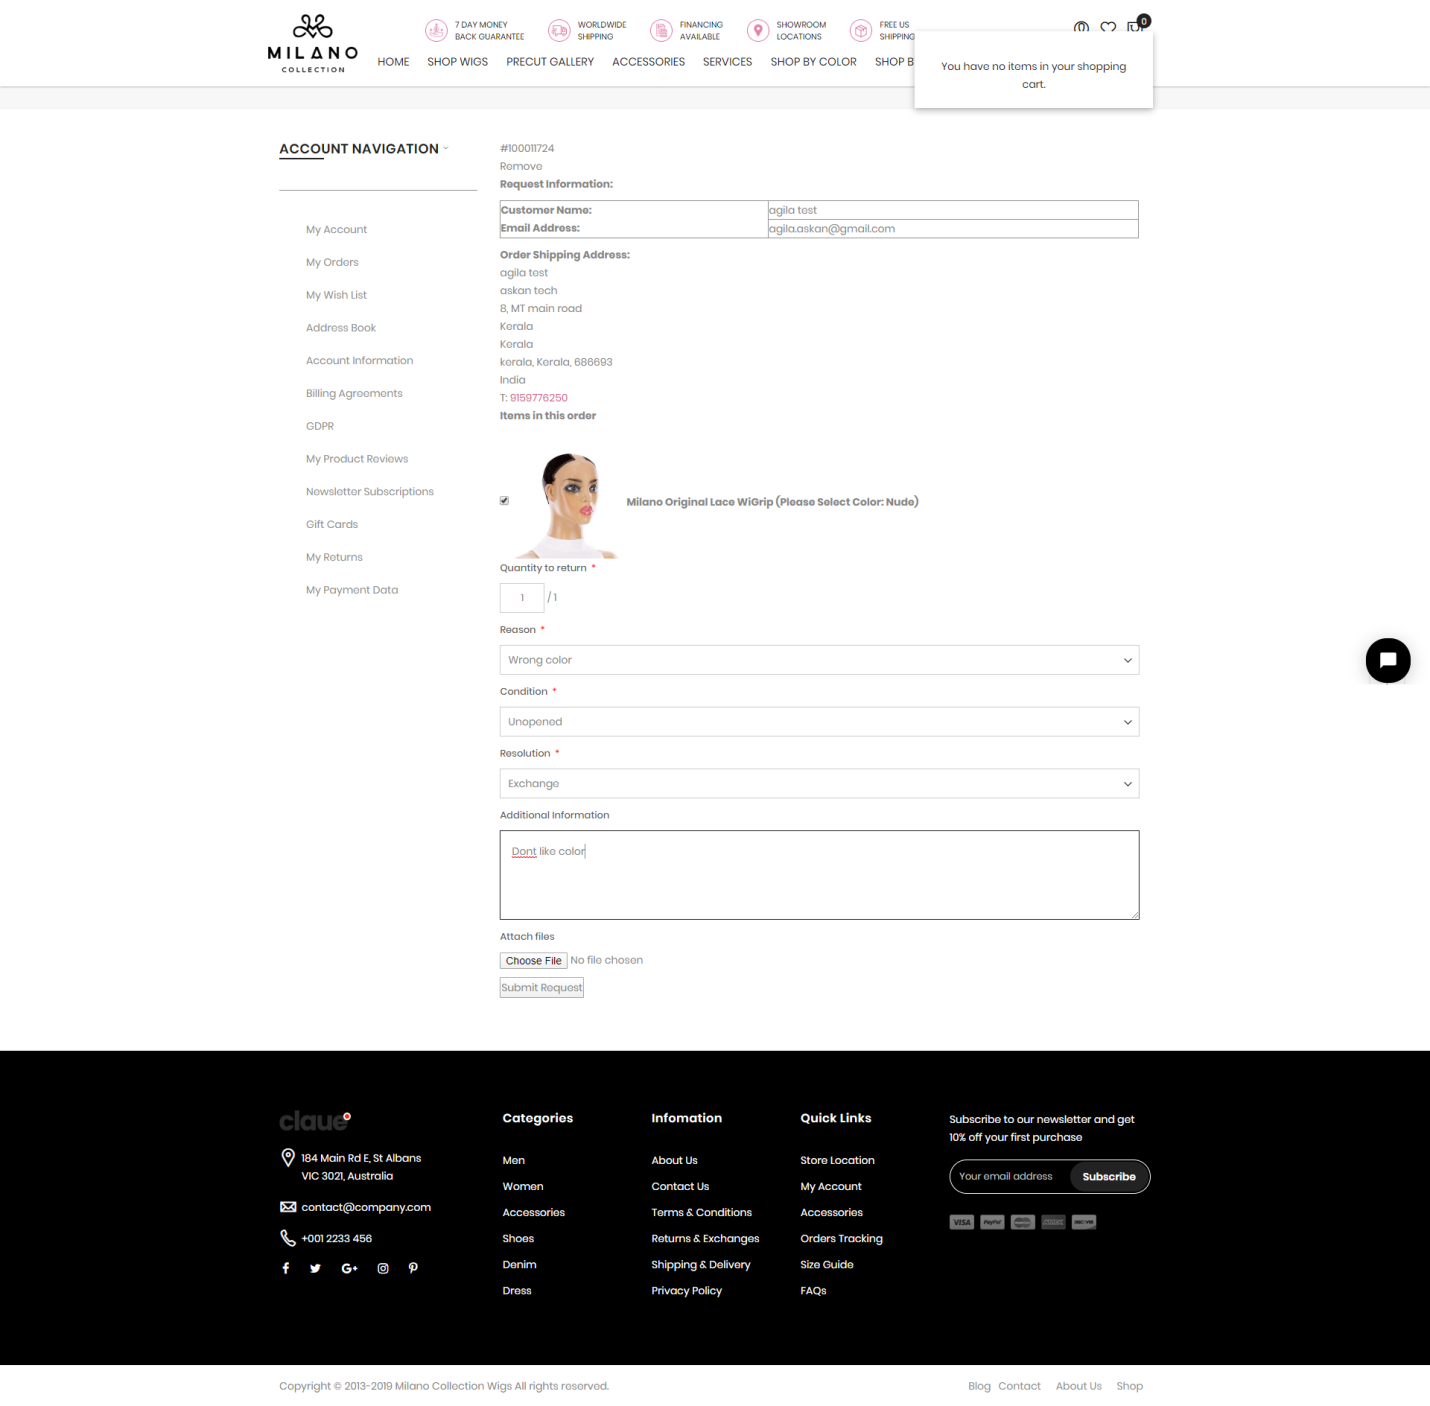 MILANO
COLLECTION
7 DAY MONEY
BACK GUARANTEE
WORLDWIDE
SHIPPING
FINANCING
AVAILABLE
SHOWROOM
LOCATIONS
FREE US
SHIPPING
0
HOME SHOP WIGS PRECUT GALLERY ACCESSORIES SERVICES SHOP BY COLOR SHOP B
You have no items in your shopping
cart.
ACCOUNT NAVIGATION
My Account
My Orders
My Wish List
Address Book
Account Information
Billing Agreements
GDPR
My Product Reviews
Newsletter Subscriptions
Gift Cards
My Returns
My Payment Data
#100011724
Remove
Request Information:
Customer Name: agila test
Email Address: agila.askan@gmail.com
Order Shipping Address:
agila test
askan tech
8, MT main road
Kerala
Kerala
kerala, Kerala, 686693
India
T: 9159776250
Items in this order
Milano Original Lace WiGrip (Please Select Color: Nude)
Quantity to return *
1 / 1
Reason *
Wrong color
Condition *
Unopened
Resolution *
Exchange
Additional Information
Dont like color
Attach files
Choose File No file chosen
Submit Request
claue
184 Main Rd E, St Albans
VIC 3021, Australia
contact@company.com
+001 2233 456
Categories
Men
Women
Accessories
Shoes
Denim
Dress
Infomation
About Us
Contact Us
Terms & Conditions
Returns & Exchanges
Shipping & Delivery
Privacy Policy
Quick Links
Store Location
My Account
Accessories
Orders Tracking
Size Guide
FAQs
Subscribe to our newsletter and get
10% off your first purchase
Your email address Subscribe
VISA PayPal
Copyright © 2013-2019 Milano Collection Wigs All rights reserved.
Blog Contact About Us Shop